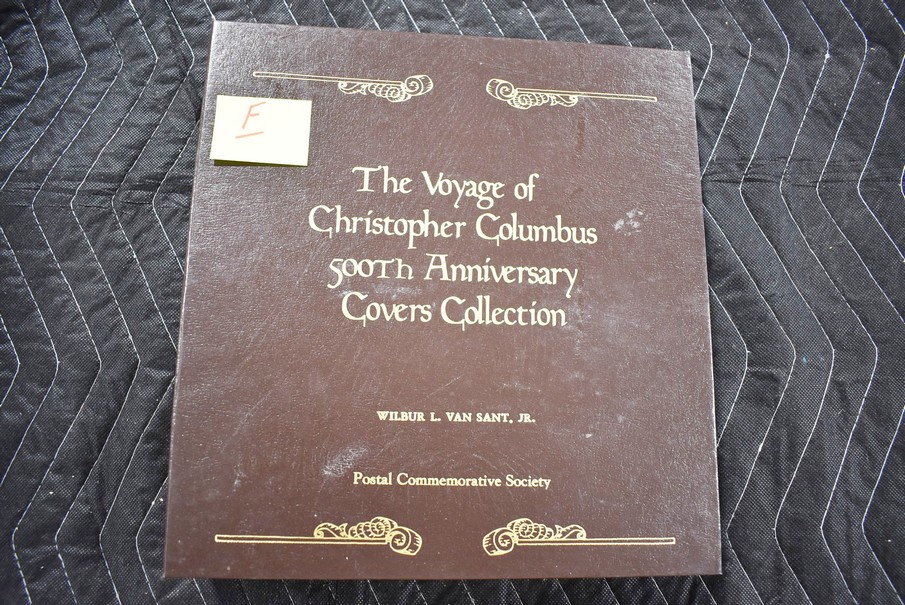 F
The Voyage of
Christopher Columbus
500Th Anniversary
Covers Collection
WILBUR L. VAN SANT, JR.
Postal Commemorative Society